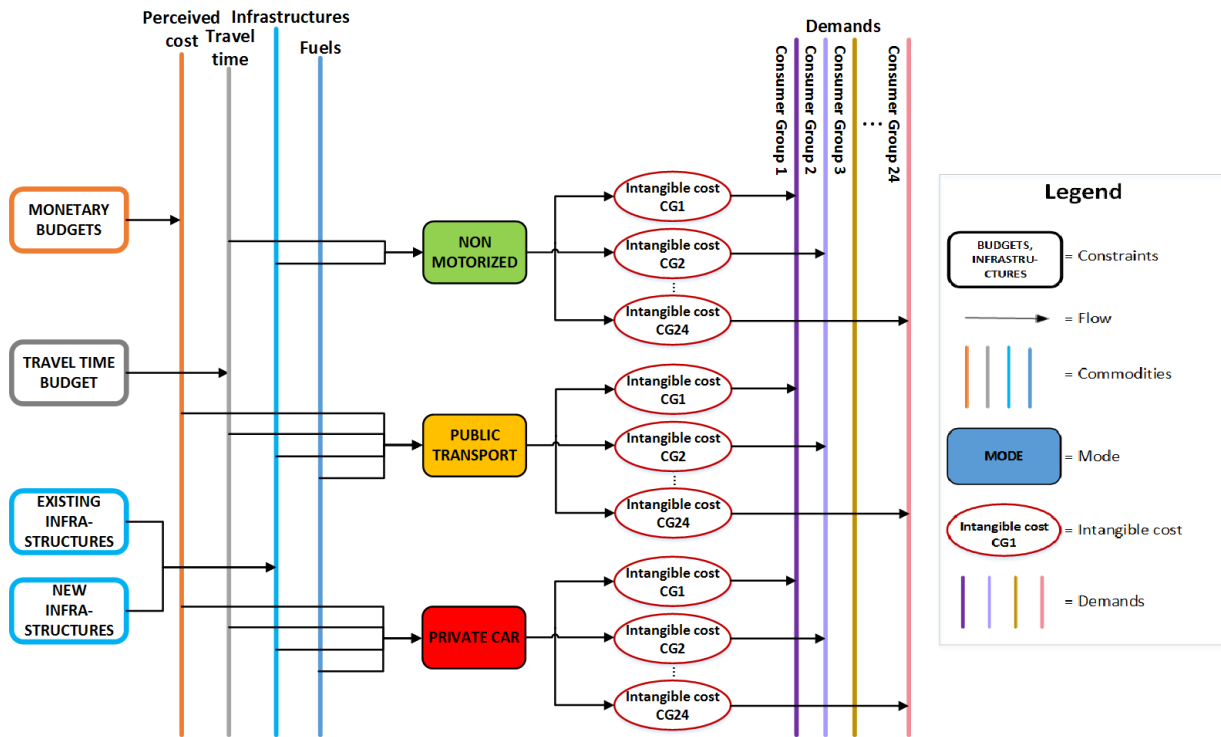 Perceived
cost
Travel
time
Infrastructures
Fuels
Demands
Consumer Group 1
Consumer Group 2
Consumer Group 3
...
Consumer Group 24
MONETARY
BUDGETS
TRAVEL TIME
BUDGET
EXISTING
INFRA-
STRUCTURES
NEW
INFRA-
STRUCTURES
NON
MOTORIZED
Intangible cost
CG1
Intangible cost
CG2
Intangible cost
CG24
PUBLIC
TRANSPORT
Intangible cost
CG1
Intangible cost
CG2
Intangible cost
CG24
PRIVATE CAR
Intangible cost
CG1
Intangible cost
CG2
Intangible cost
CG24
Legend
BUDGETS,
INFRASTRU-
CTURES
= Constraints
= Flow
= Commodities
MODE
= Mode
Intangible cost
CG1
= Intangible cost
= Demands